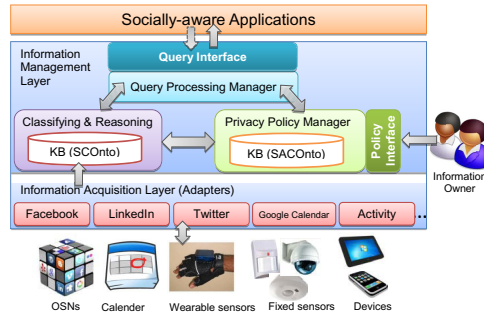 Socially-aware Applications
Information
Management
Layer
Query Interface
Query Processing Manager
Classifying & Reasoning
KB (SCOnto)
Privacy Policy Manager
KB (SACOnto)
Policy
Interface
Information
Owner
Information Acquisition Layer (Adapters)
Facebook
LinkedIn
Twitter
Google Calendar
Activity
...
OSNs
Calender
Wearable sensors
Fixed sensors
Devices